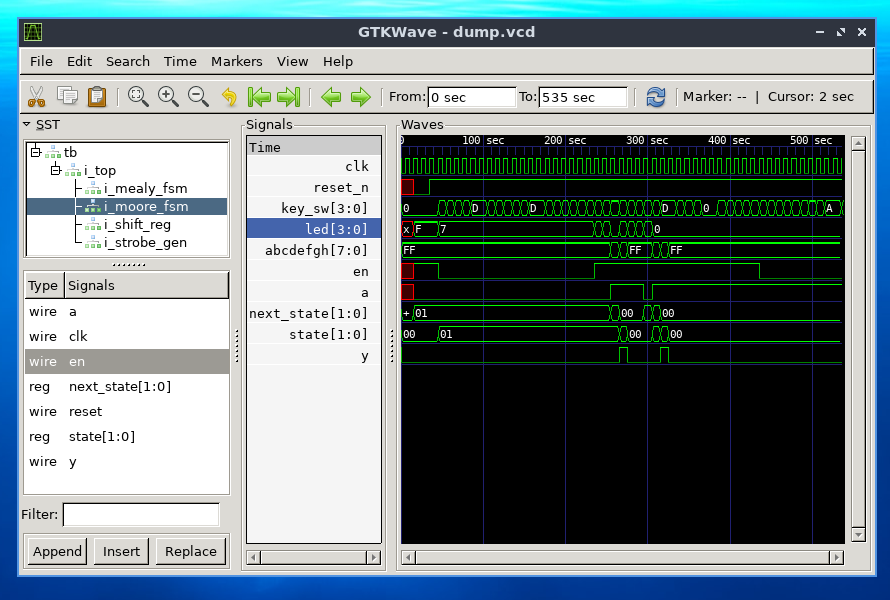 GTKWave - dump.vcd
File Edit Search Time Markers View Help
From: 0 sec To: 535 sec Marker: -- | Cursor: 2 sec
SST
tb
i_top
i_mealy_fsm
i_moore_fsm
i_shift_reg
i_strobe_gen
Type Signals
wire a
wire clk
wire en
reg next_state[1:0]
wire reset
reg state[1:0]
wire y
Filter:
Append Insert Replace
Signals
Time
clk
reset_n
key_sw[3:0]
led[3:0]
abcdefgh[7:0]
en
a
next_state[1:0]
state[1:0]
y
Waves
100 sec 200 sec 300 sec 400 sec 500 sec
0 D D D 0 A
x F 7 0
FF FF FF
+ 01 00 00
00 01 00 00